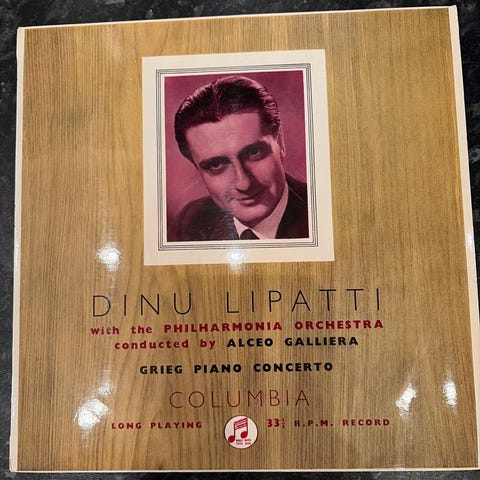 DINU LIPATTI
with the PHILHARMONIA ORCHESTRA
conducted by ALCEO GALLIERA
GRIEG PIANO CONCERTO
COLUMBIA
LONG PLAYING 33⅓ R.P.M. RECORD